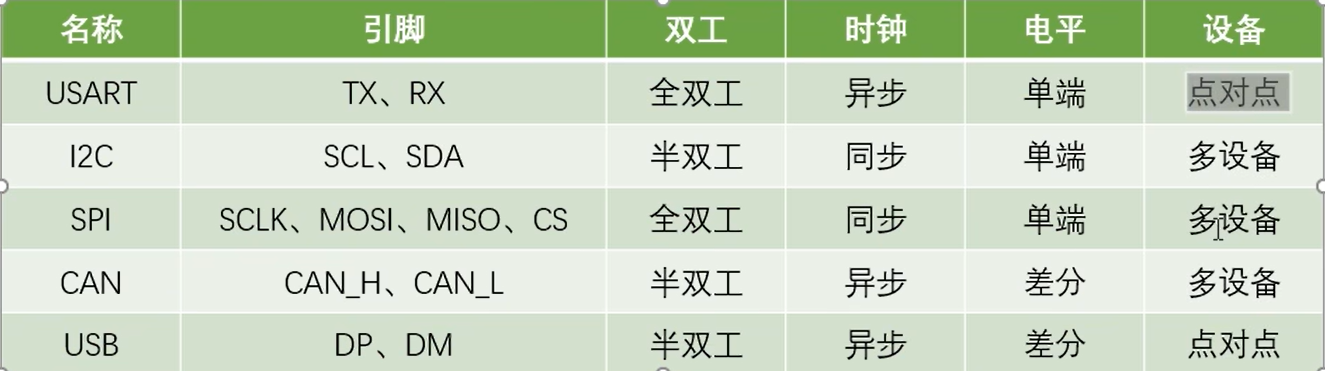 名称 引脚 双工 时钟 电平 设备
USART TX、RX 全双工 异步 单端 点对点
I2C SCL、SDA 半双工 同步 单端 多设备
SPI SCLK、MOSI、MISO、CS 全双工 同步 单端 多设备
CAN CAN_H、CAN_L 半双工 异步 差分 多设备
USB DP、DM 半双工 异步 差分 点对点